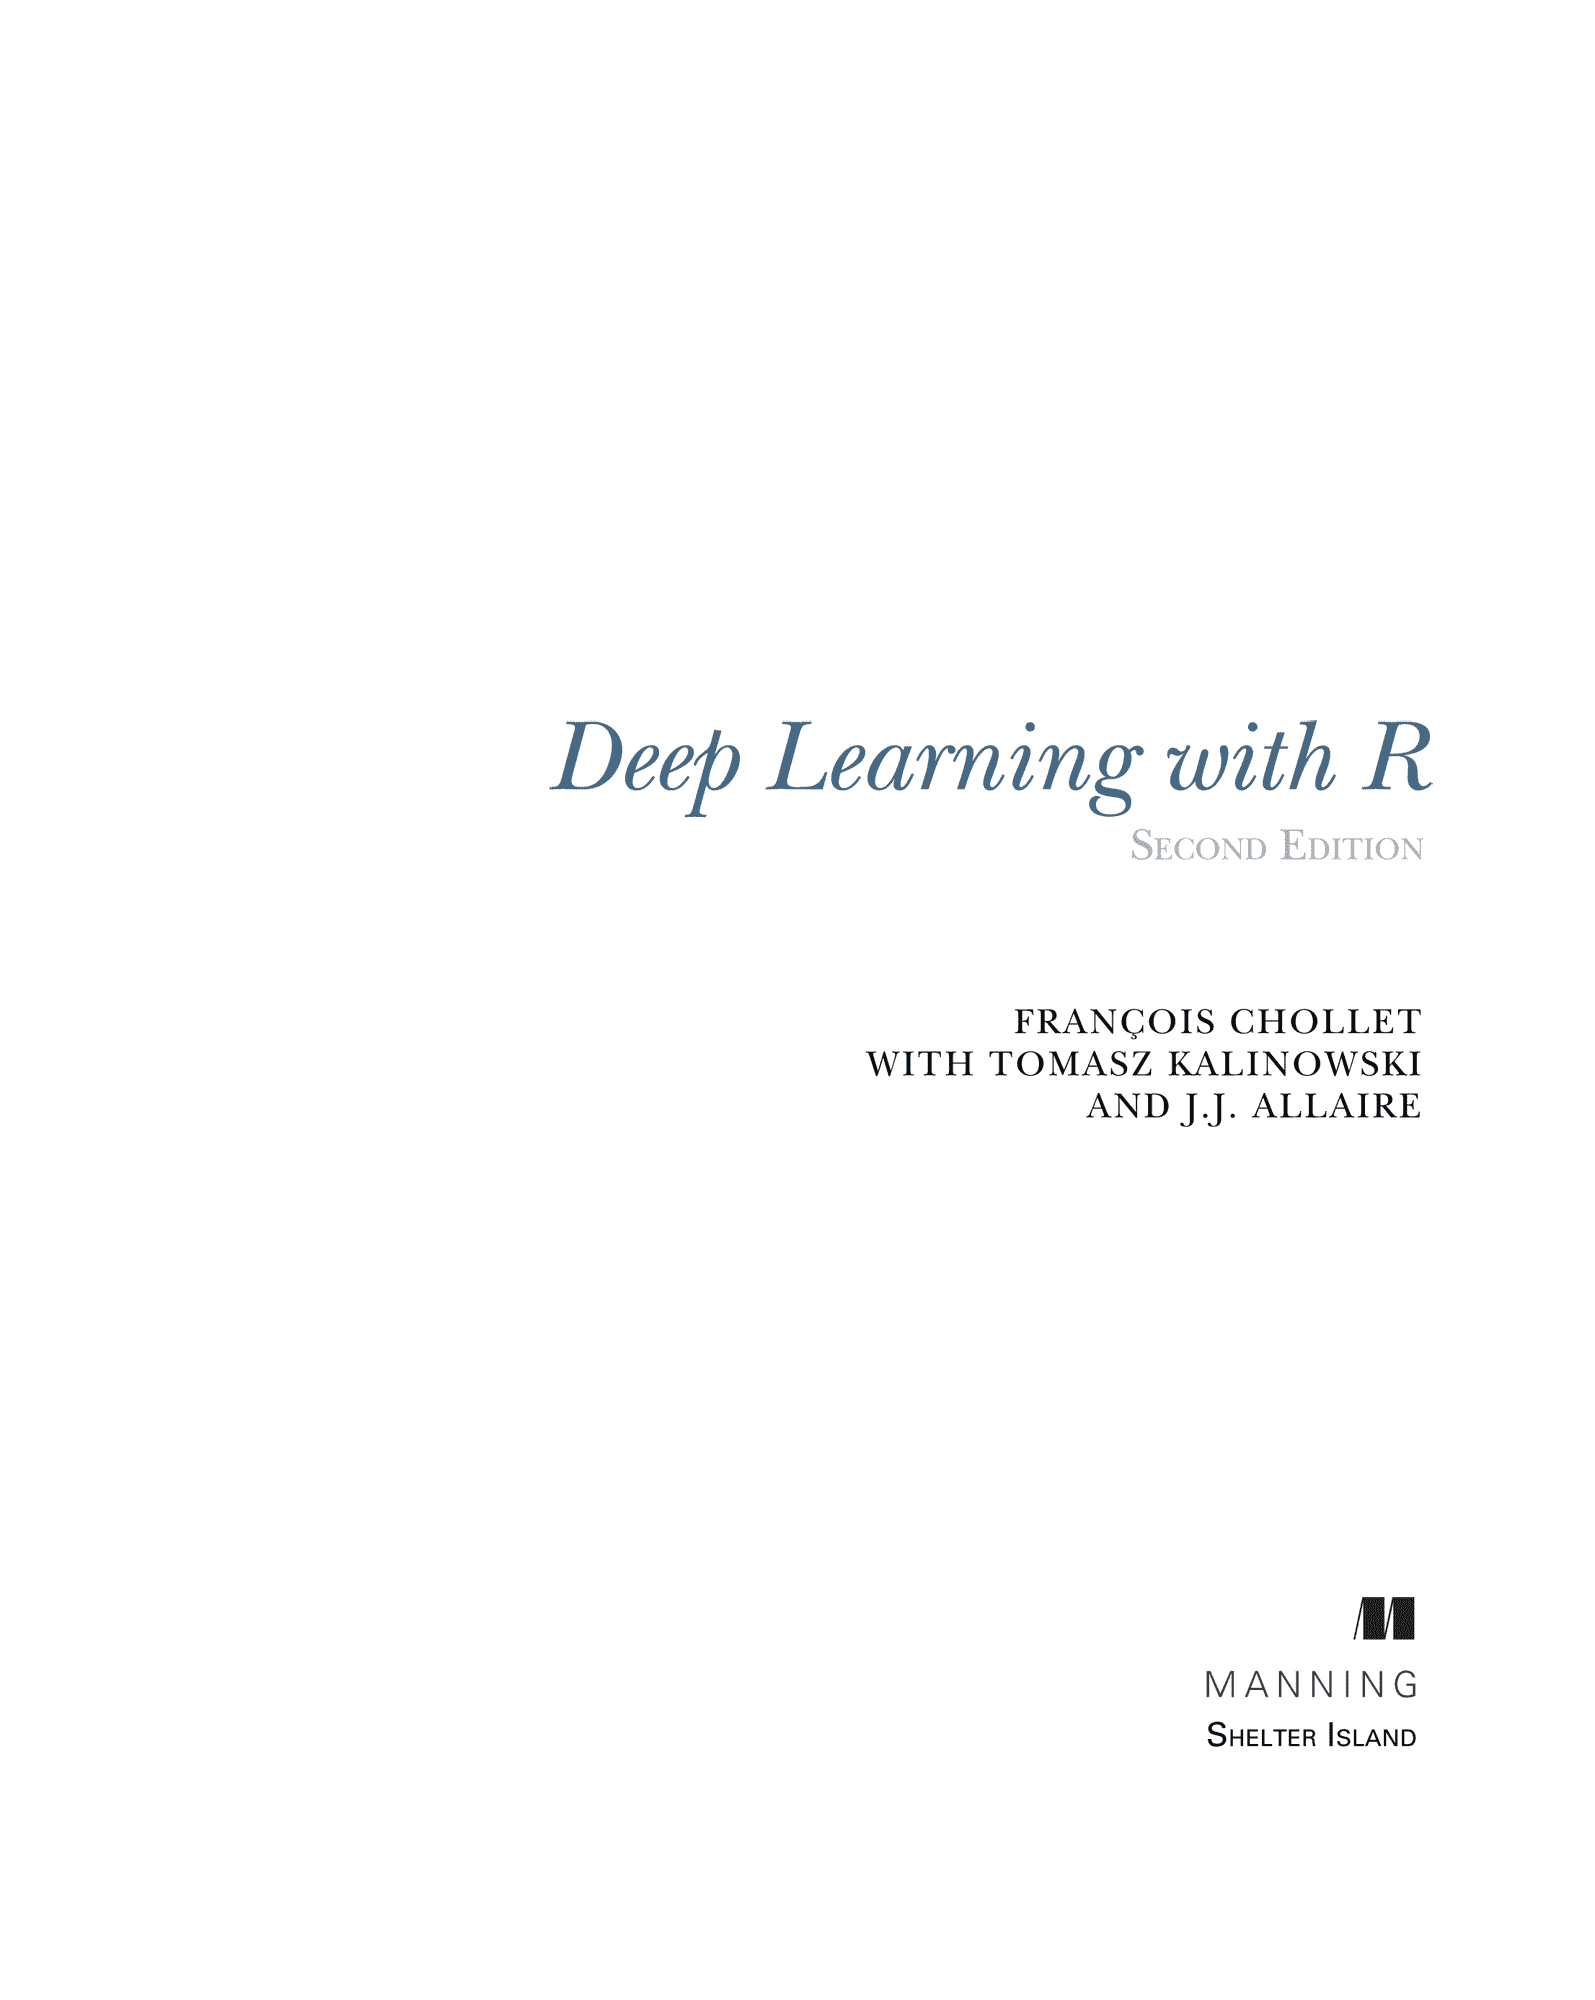 Deep Learning with R
SECOND EDITION
FRANÇOIS CHOLLET
WITH TOMASZ KALINOWSKI
AND J.J. ALLAIRE
MANNING
SHELTER ISLAND